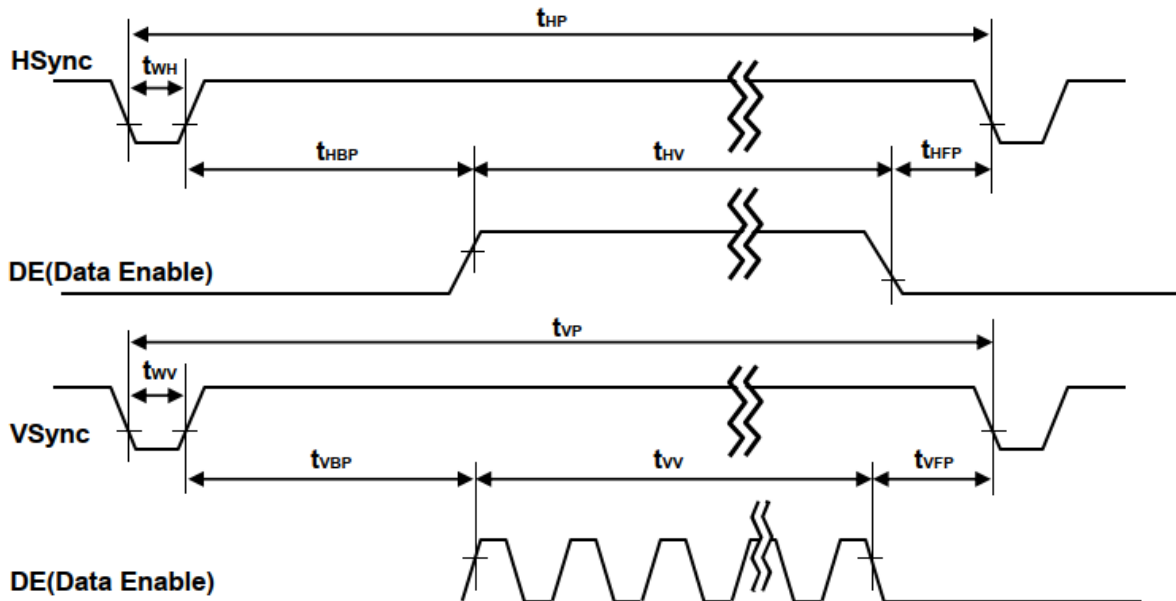 tHP
HSync
tWH
tHBP
tHV
tHFP
DE(Data Enable)
tVP
tWV
VSync
tVBP
tVV
tVFP
DE(Data Enable)